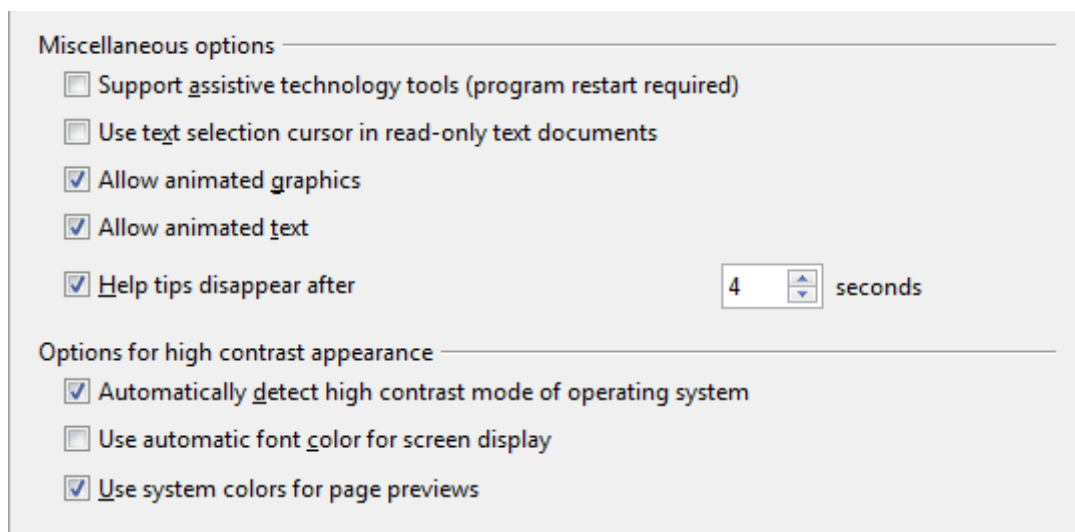 Miscellaneous options
Support assistive technology tools (program restart required)
Use text selection cursor in read-only text documents
Allow animated graphics
Allow animated text
Help tips disappear after 4 seconds
Options for high contrast appearance
Automatically detect high contrast mode of operating system
Use automatic font color for screen display
Use system colors for page previews